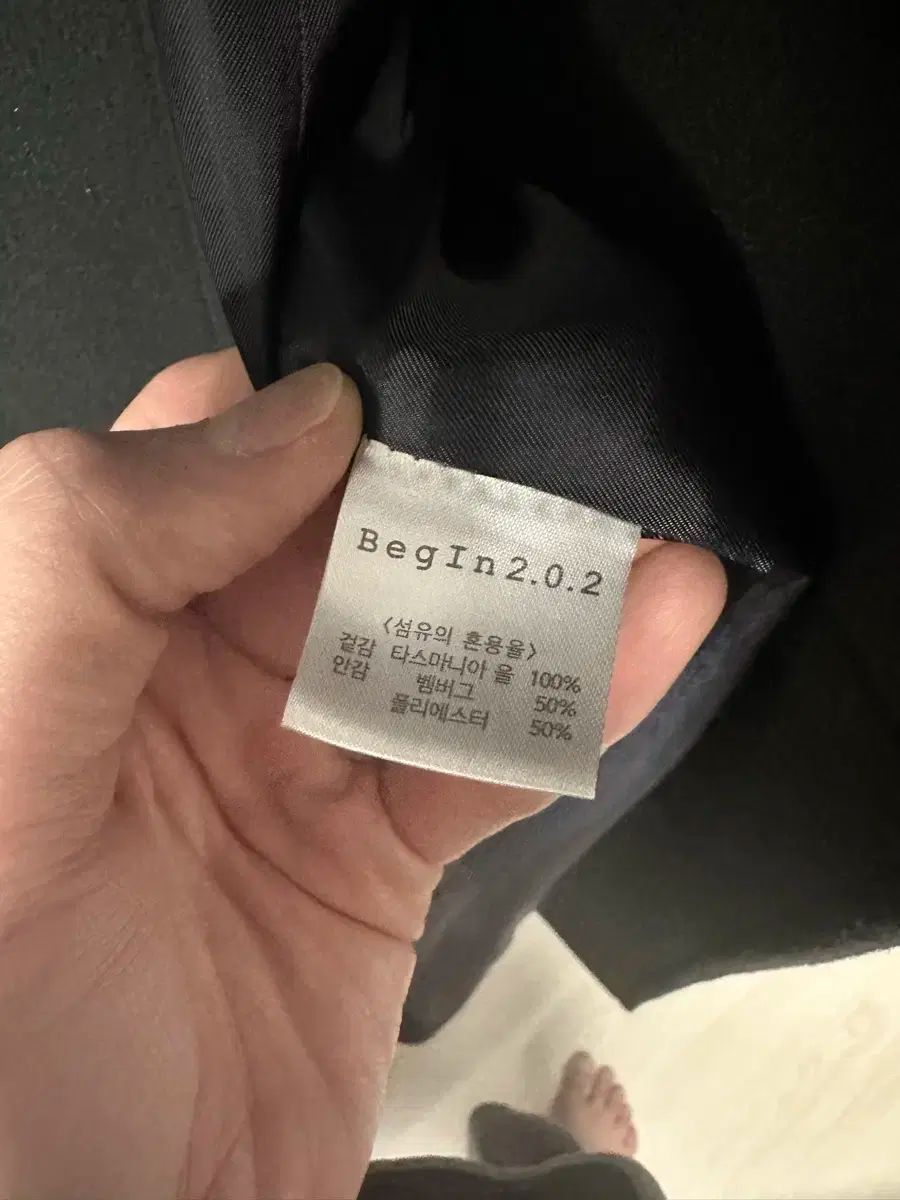 BegIn2.0.2
<섬유의 혼용율>
겉감 타스마니아 울 100%
안감 벰버그 50%
폴리에스터 50%